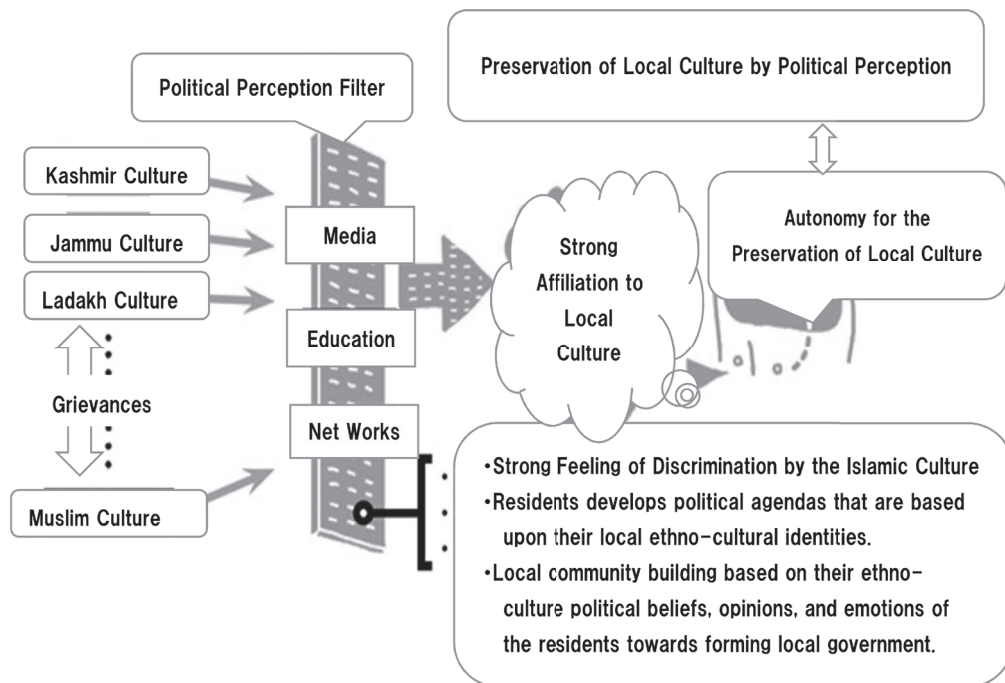 Preservation of Local Culture by Political Perception
Political Perception Filter
Kashmir Culture
Jammu Culture
Ladakh Culture
Grievances
Muslim Culture
Media
Education
Net Works
Strong
Affiliation to
Local
Culture
Autonomy for the
Preservation of Local Culture
•Strong Feeling of Discrimination by the Islamic Culture
•Residents develops political agendas that are based
upon their local ethno-cultural identities.
•Local community building based on their ethno-
culture political beliefs, opinions, and emotions of
the residents towards forming local government.